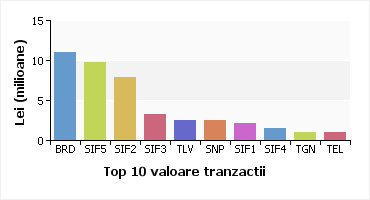 Lei (milioane)
15
10
5
0
BRD SIF5 SIF2 SIF3 TLV SNP SIF1 SIF4 TGN TEL
Top 10 valoare tranzactii